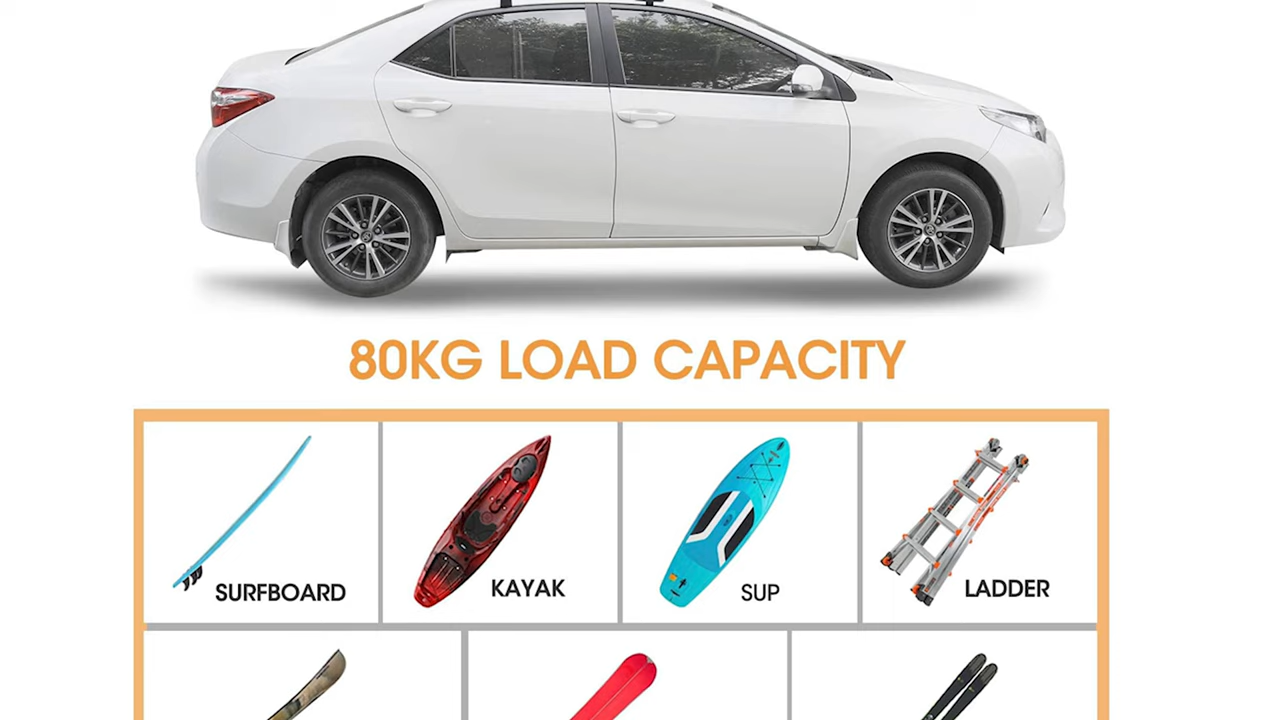 80KG LOAD CAPACITY
SURFBOARD
KAYAK
SUP
LADDER